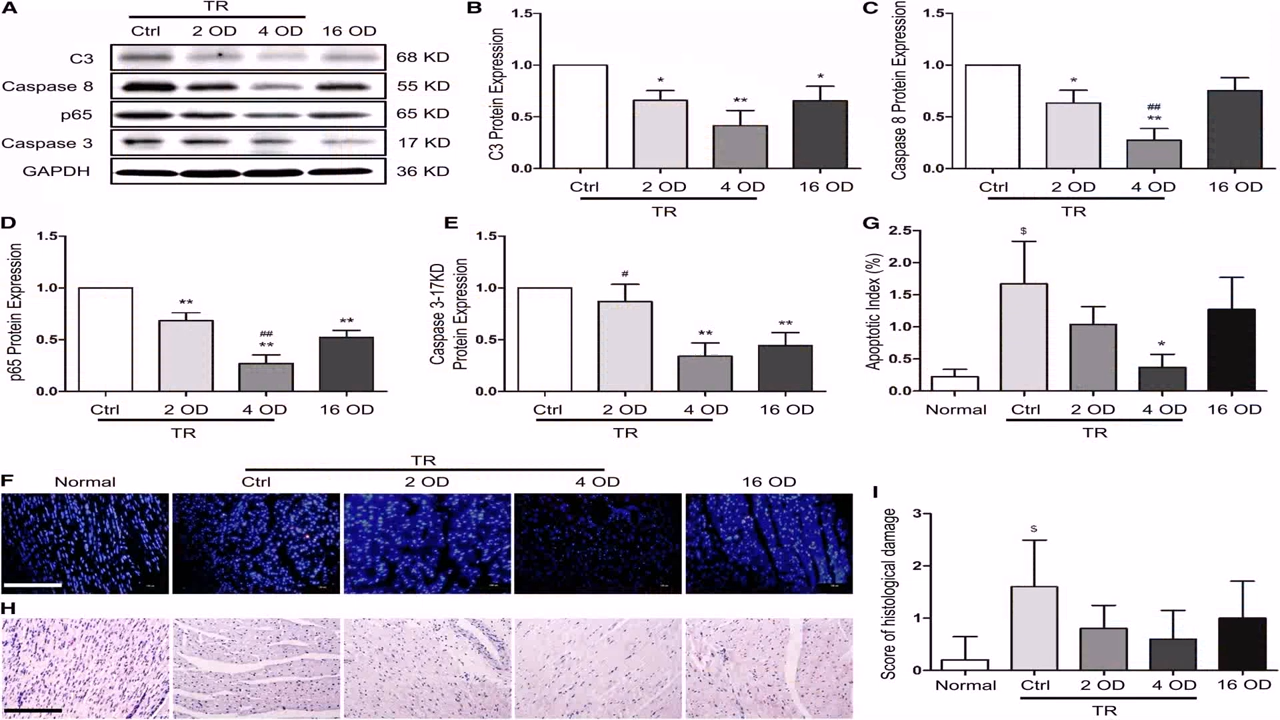 A
TR
Ctrl 2 OD 4 OD 16 OD
C3 68 KD
Caspase 8 55 KD
p65 65 KD
Caspase 3 17 KD
GAPDH 36 KD
B
C3 Protein Expression
1.5
1.0
0.5
0.0
*
**
*
Ctrl 2 OD 4 OD 16 OD
TR
C
Caspase 8 Protein Expression
1.5
1.0
0.5
0.0
*
##
**
Ctrl 2 OD 4 OD 16 OD
TR
D
p65 Protein Expression
1.5
1.0
0.5
0.0
**
##
**
**
Ctrl 2 OD 4 OD 16 OD
TR
E
Caspase 3-17KD
Protein Expression
1.5
1.0
0.5
0.0
#
**
**
Ctrl 2 OD 4 OD 16 OD
TR
G
Apoptotic Index (%)
2.5
2.0
1.5
1.0
0.5
0.0
$
*
Normal Ctrl 2 OD 4 OD 16 OD
TR
F
TR
Normal Ctrl 2 OD 4 OD 16 OD
H
I
Score of histological damage
3
2
1
0
$
Normal Ctrl 2 OD 4 OD 16 OD
TR